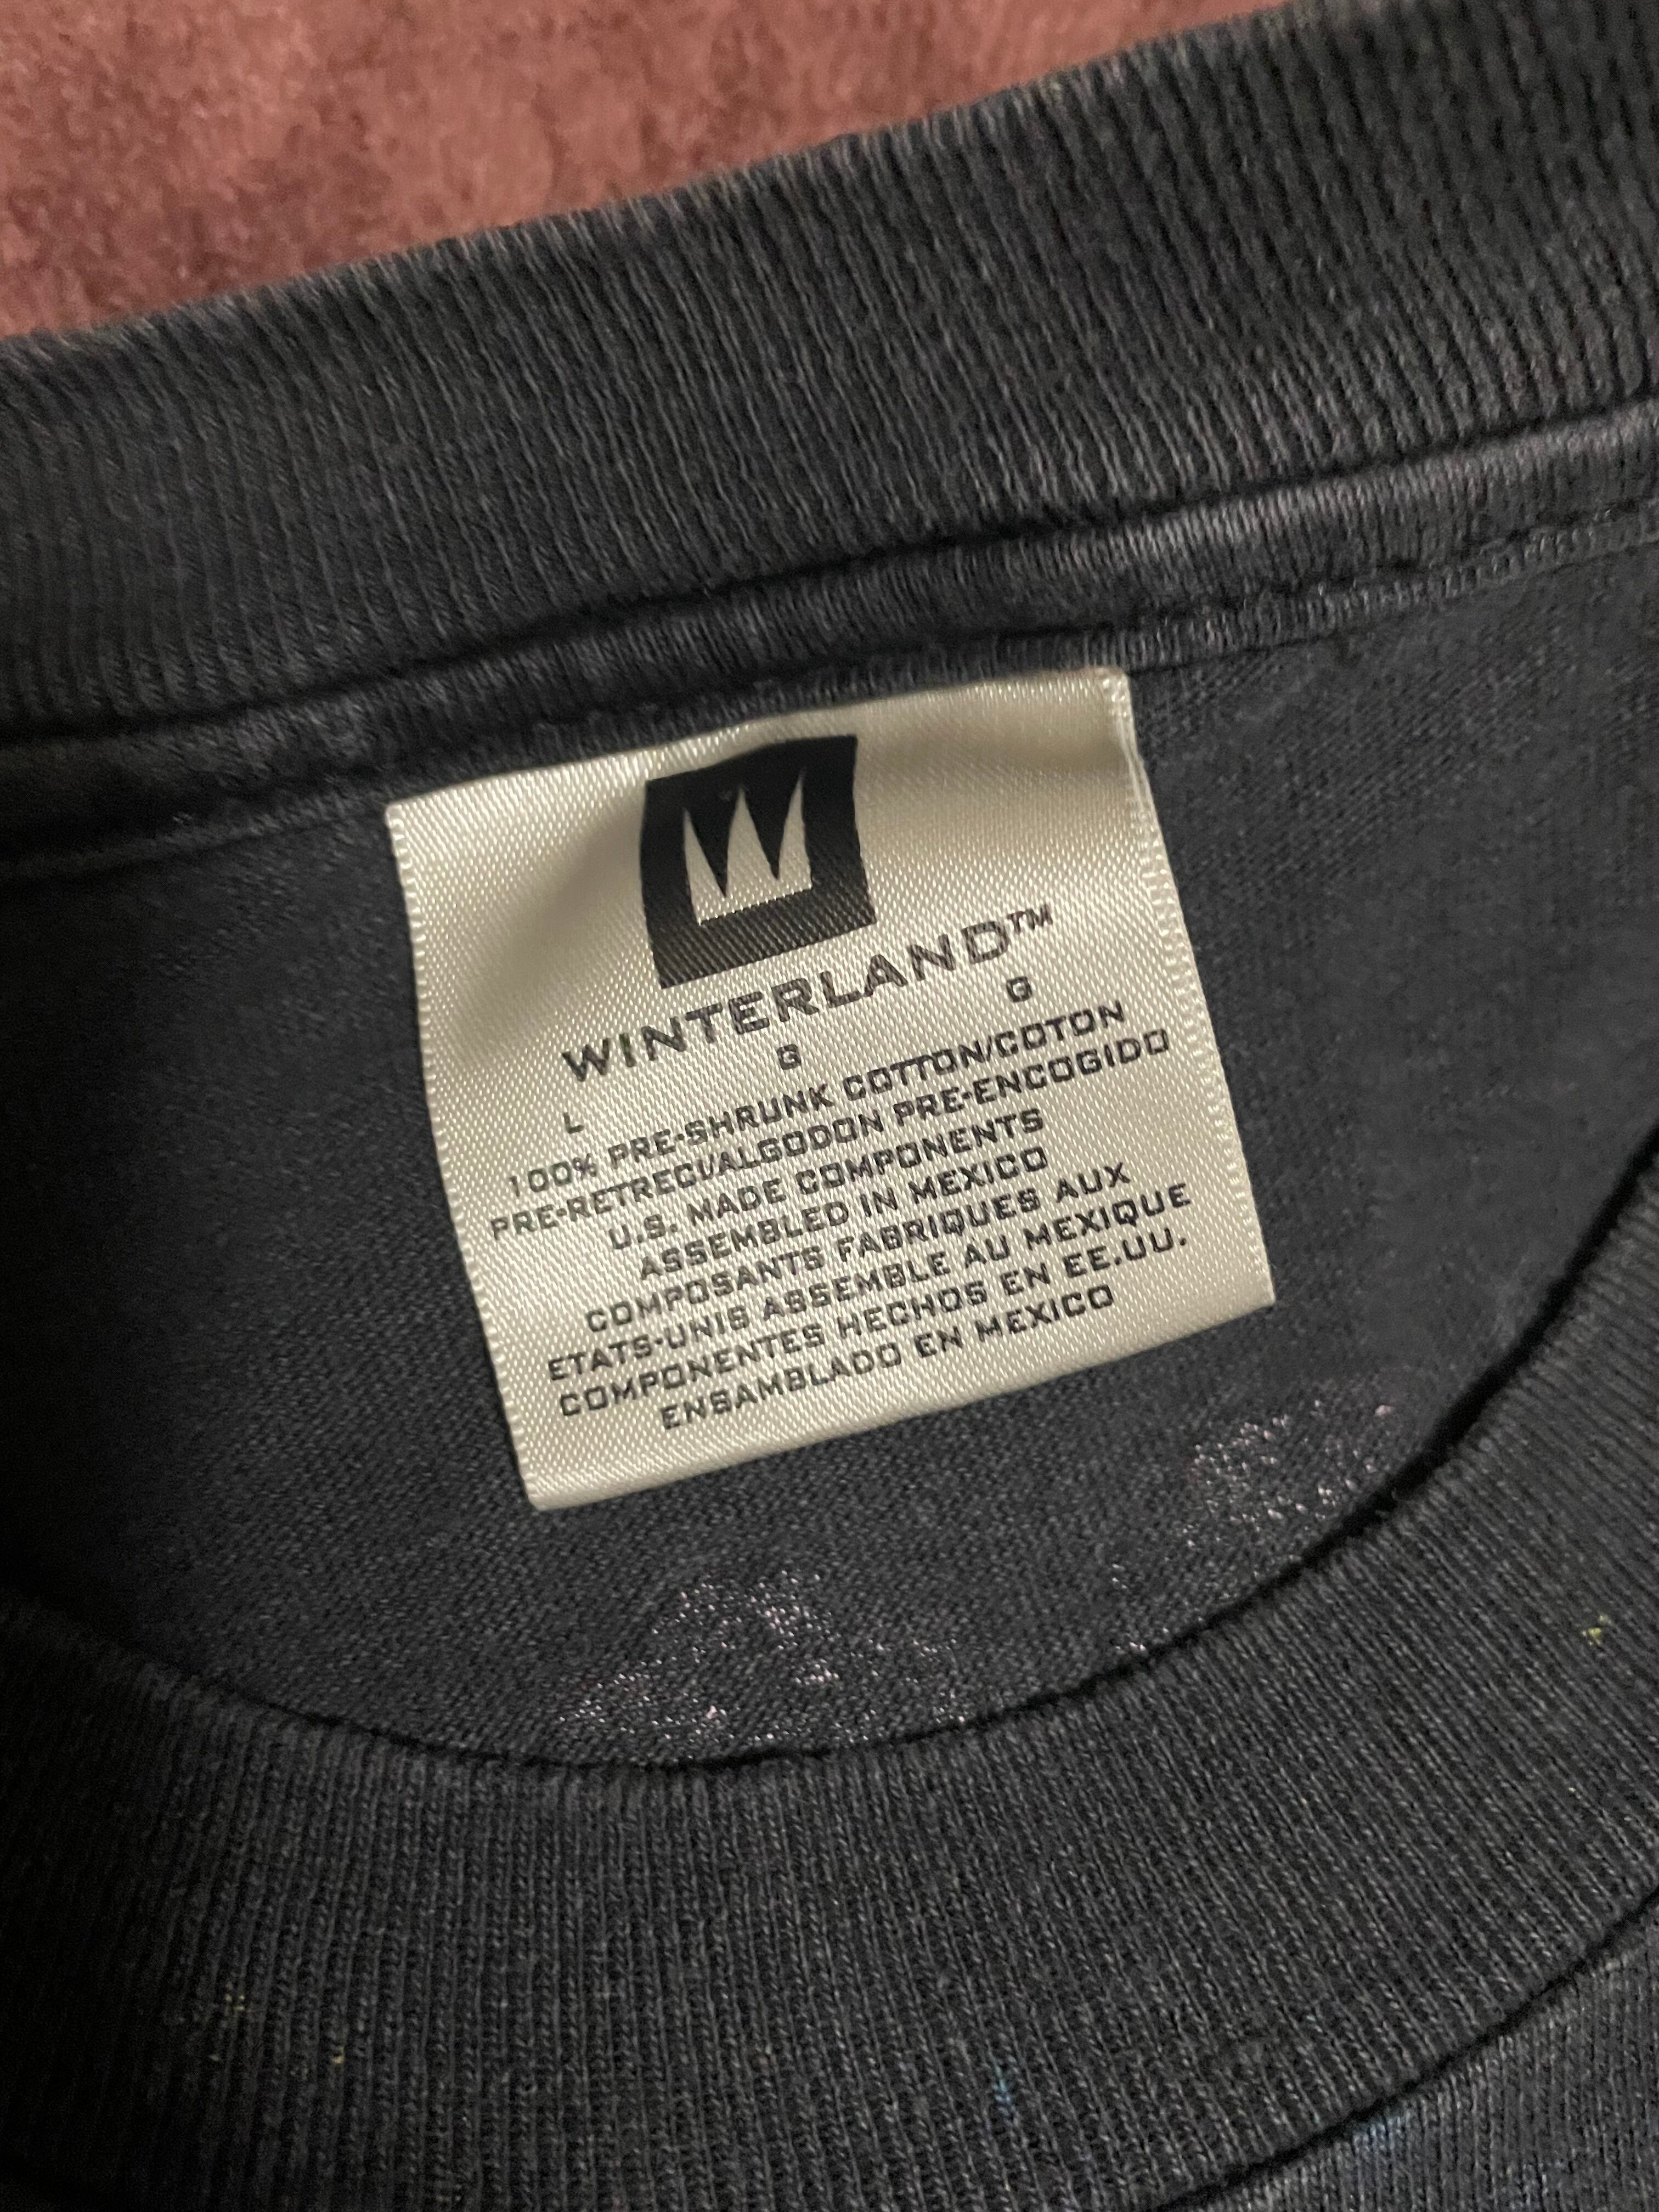 WINTERLAND™
L G G
100% PRE-SHRUNK COTTON/COTON
PRE-RETRECI/ALGODON PRE-ENCOGIDO
U.S. MADE COMPONENTS
ASSEMBLED IN MEXICO
COMPOSANTS FABRIQUES AUX
ETATS-UNIS ASSEMBLE AU MEXIQUE
COMPONENTES HECHOS EN EE.UU.
ENSAMBLADO EN MEXICO